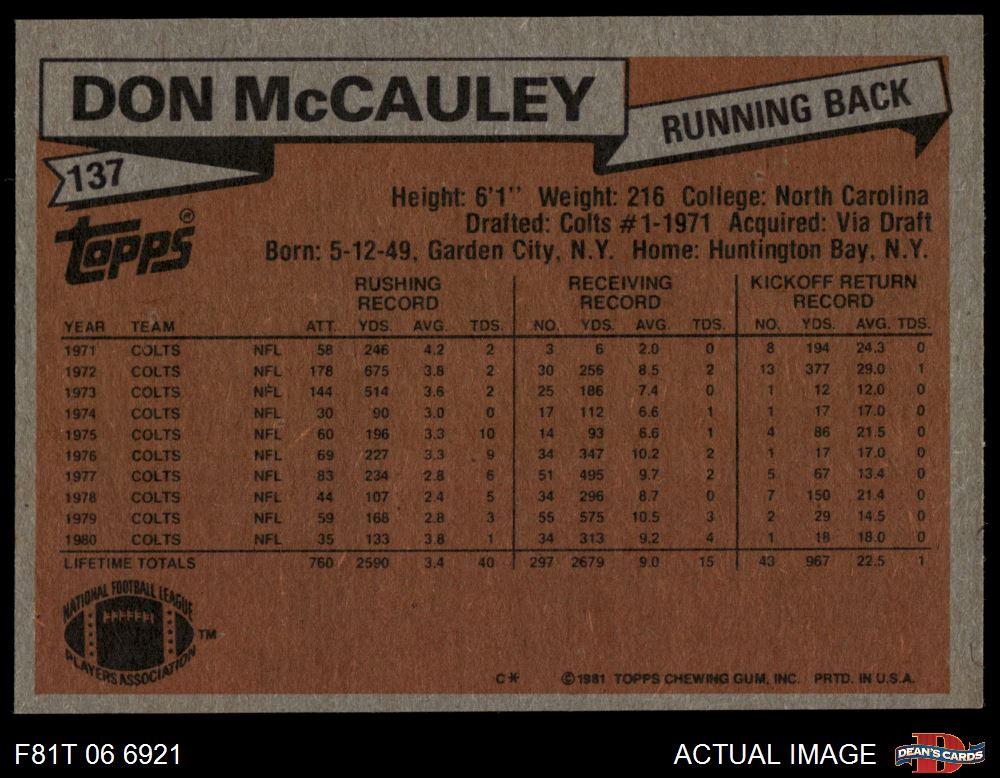 DON McCAULEY
RUNNING BACK
137
topps®
Height: 6'1" Weight: 216 College: North Carolina
Drafted: Colts #1-1971 Acquired: Via Draft
Born: 5-12-49, Garden City, N.Y. Home: Huntington Bay, N.Y.
RUSHING RECORD RECEIVING RECORD KICKOFF RETURN RECORD
YEAR TEAM ATT. YDS. AVG. TDS. NO. YDS. AVG. TDS. NO. YDS. AVG. TDS.
1971 COLTS NFL 58 246 4.2 2 3 6 2.0 0 8 194 24.3 0
1972 COLTS NFL 178 675 3.8 2 30 256 8.5 2 13 377 29.0 1
1973 COLTS NFL 144 514 3.6 2 25 186 7.4 0 1 12 12.0 0
1974 COLTS NFL 30 90 3.0 0 17 112 6.6 1 1 17 17.0 0
1975 COLTS NFL 60 196 3.3 10 14 93 6.6 1 4 86 21.5 0
1976 COLTS NFL 69 227 3.3 9 34 347 10.2 2 1 17 17.0 0
1977 COLTS NFL 83 234 2.8 6 51 495 9.7 2 5 67 13.4 0
1978 COLTS NFL 44 107 2.4 5 34 296 8.7 0 7 150 21.4 0
1979 COLTS NFL 59 168 2.8 3 55 575 10.5 3 2 29 14.5 0
1980 COLTS NFL 35 133 3.8 1 34 313 9.2 4 1 18 18.0 0
LIFETIME TOTALS 760 2590 3.4 40 297 2679 9.0 15 43 967 22.5 1
NATIONAL FOOTBALL LEAGUE
PLAYERS ASSOCIATION
TM
C* ©1981 TOPPS CHEWING GUM, INC. PRTD. IN U.S.A.
F81T 06 6921 ACTUAL IMAGE DEAN'S CARDS